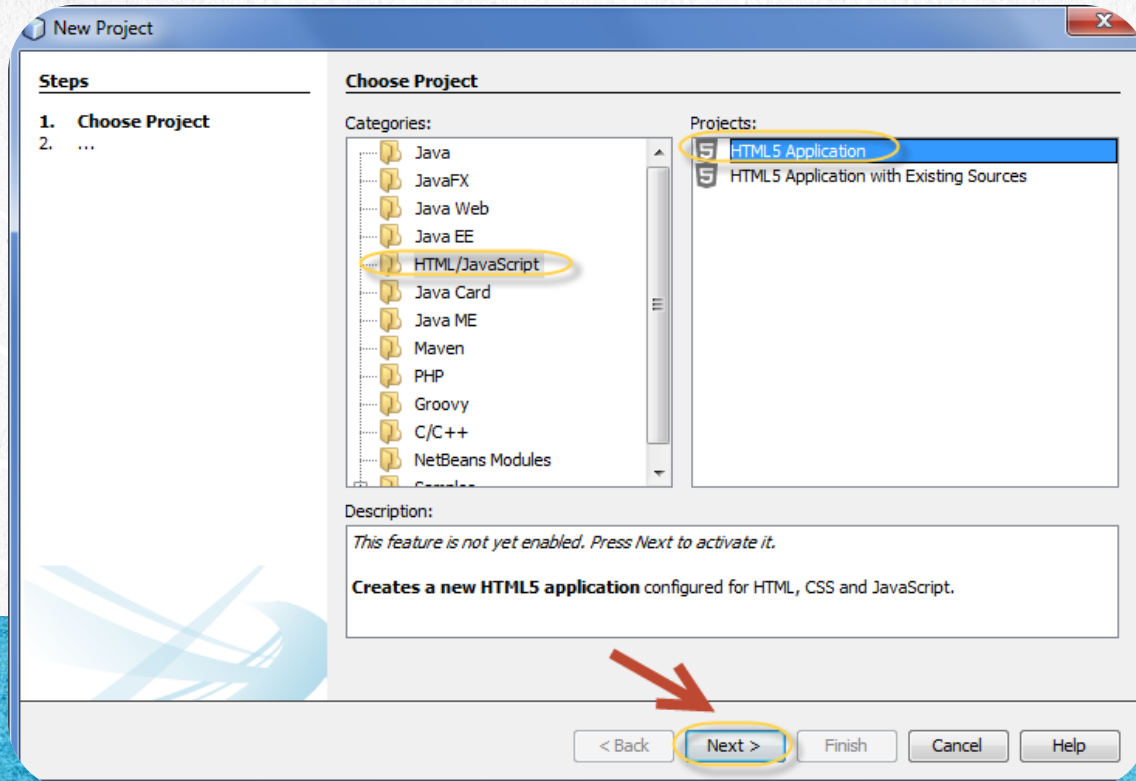 New Project
Steps
1. Choose Project
2. ...
Choose Project
Categories:
Java
JavaFX
Java Web
Java EE
HTML/JavaScript
Java Card
Java ME
Maven
PHP
Groovy
C/C++
NetBeans Modules
Projects:
HTML5 Application
HTML5 Application with Existing Sources
Description:
This feature is not yet enabled. Press Next to activate it.
Creates a new HTML5 application configured for HTML, CSS and JavaScript.
< Back Next > Finish Cancel Help